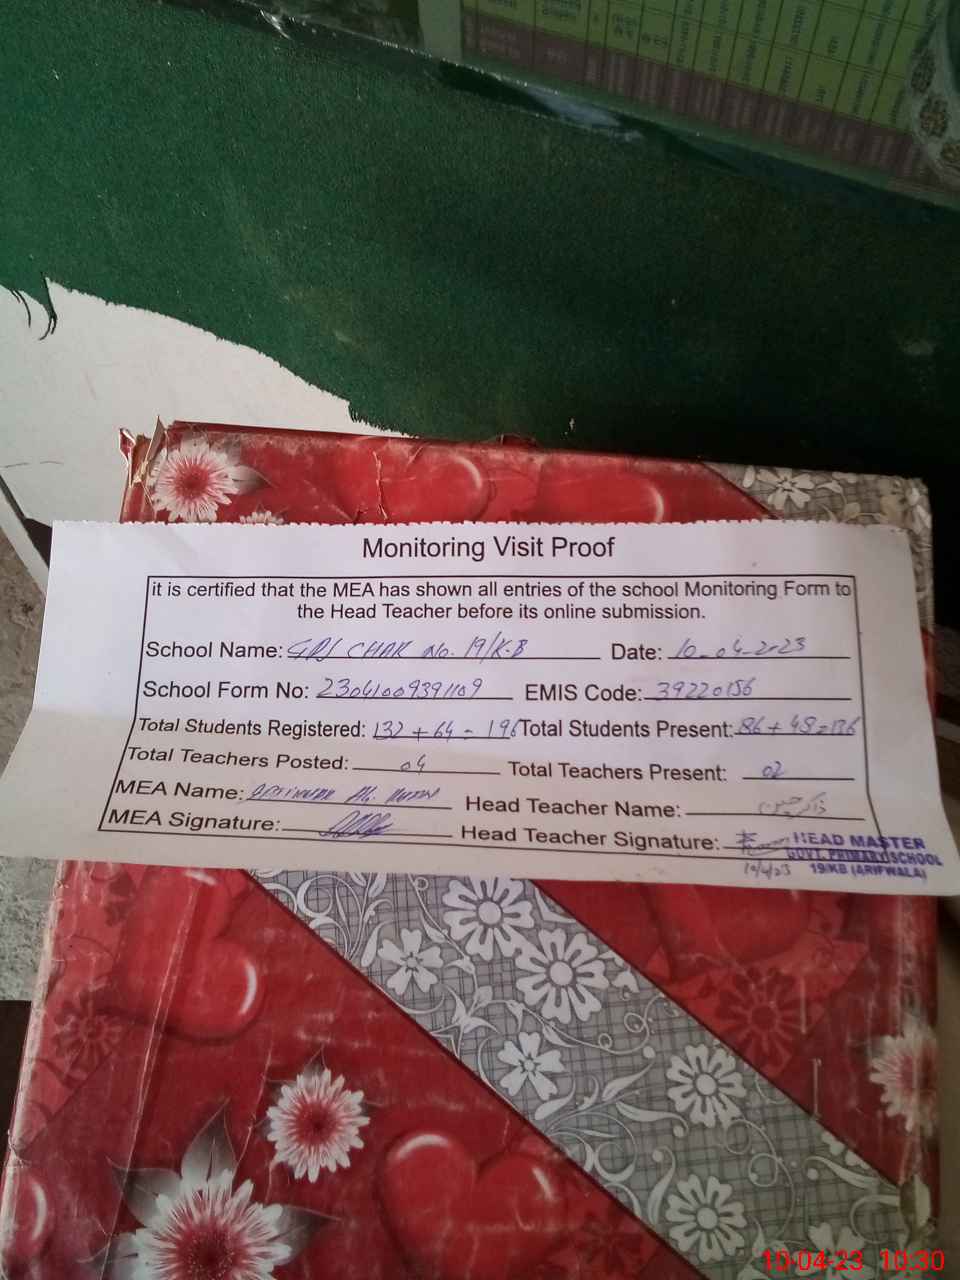 Monitoring Visit Proof
it is certified that the MEA has shown all entries of the school Monitoring Form to
the Head Teacher before its online submission.
School Name: GPS CHAK No. 19/K-B Date: 10-04-2023
School Form No: 23041009391109 EMIS Code: 39220156
Total Students Registered: 132 + 64 = 196 Total Students Present: 86 + 48 = 136
Total Teachers Posted: 04 Total Teachers Present: 02
MEA Name: Head Teacher Name:
MEA Signature: Head Teacher Signature: HEAD MASTER
GOVT. PRIMARY SCHOOL
19/KB (ARIFWALA)
10-04-23 10:30